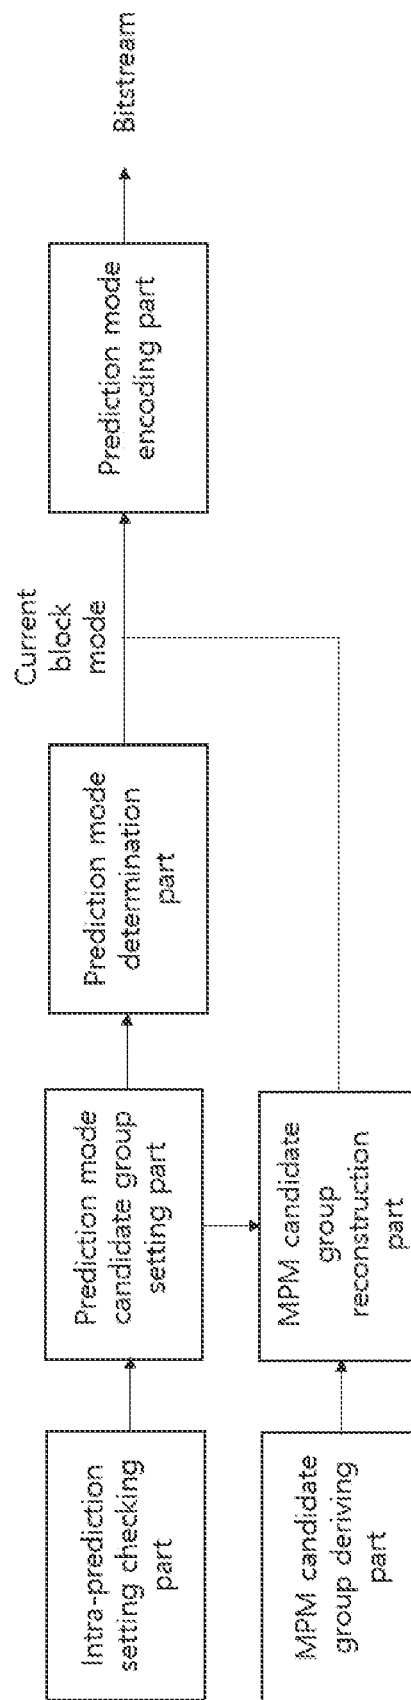 Intra-prediction
setting checking
part
Prediction mode
candidate group
setting part
Prediction mode
determination
part
Current
block
mode
Prediction mode
encoding part
Bitstream
MPM candidate
group deriving
part
MPM candidate
group
reconstruction
part